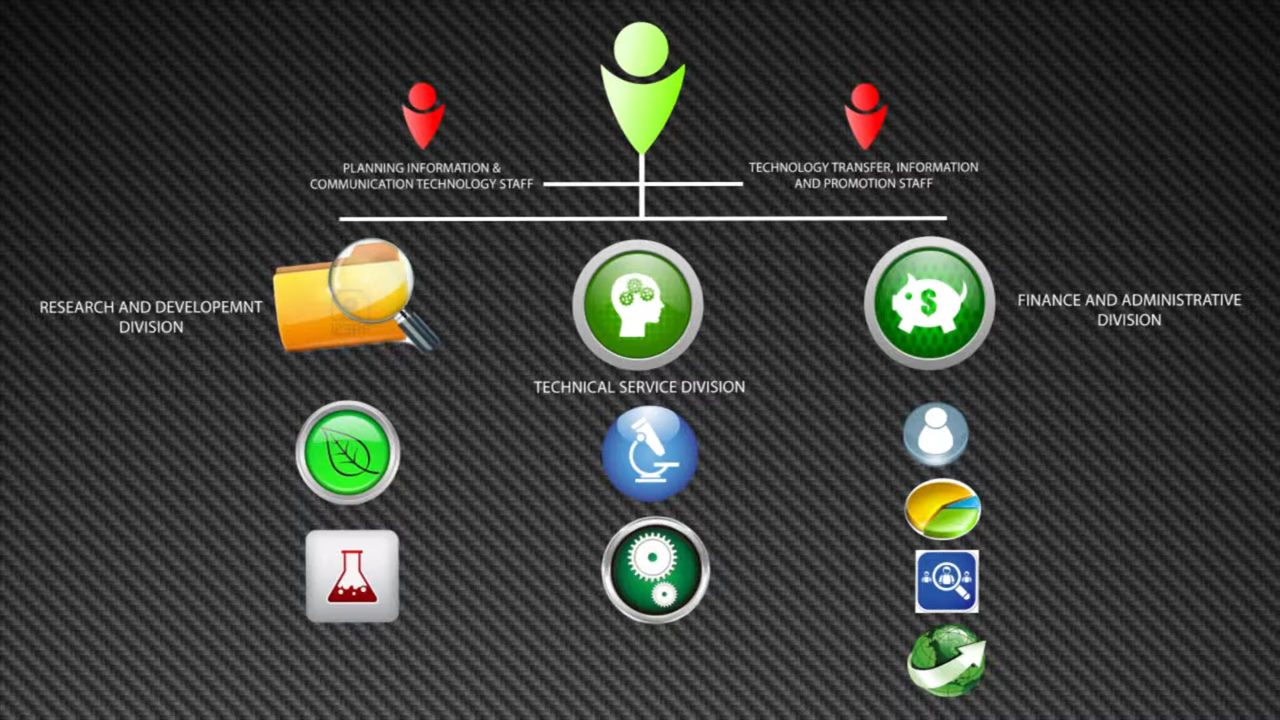 PLANNING INFORMATION &
COMMUNICATION TECHNOLOGY STAFF
TECHNOLOGY TRANSFER, INFORMATION
AND PROMOTION STAFF
RESEARCH AND DEVELOPEMNT
DIVISION
TECHNICAL SERVICE DIVISION
$
FINANCE AND ADMINISTRATIVE
DIVISION